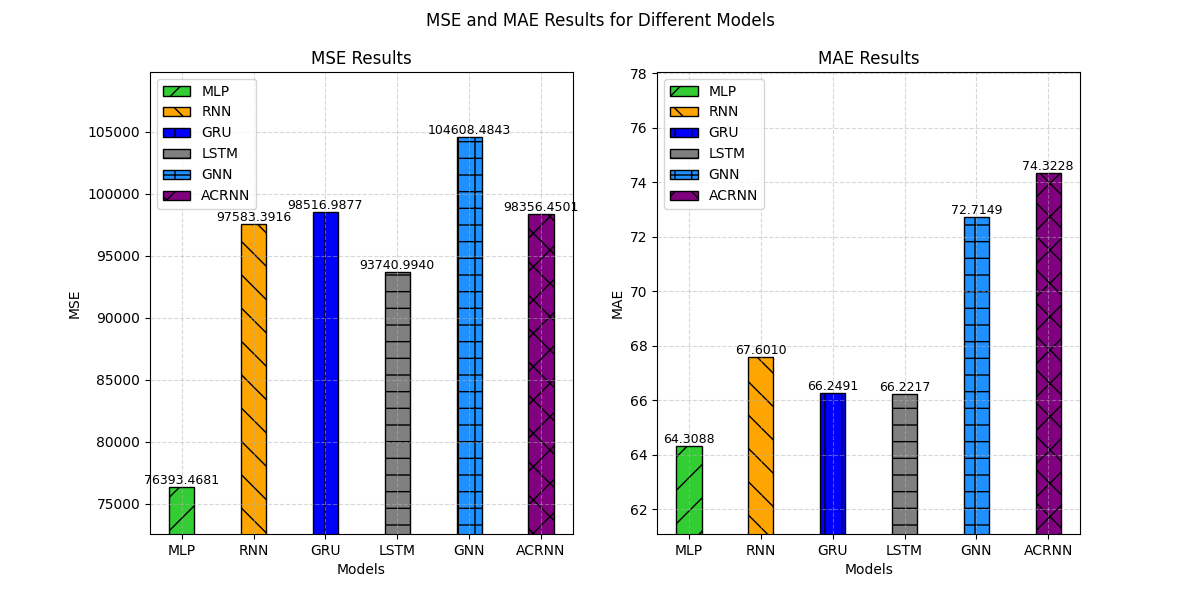 MSE and MAE Results for Different Models
MSE Results
MSE
105000
100000
95000
90000
85000
80000
75000
MLP
RNN
GRU
LSTM
GNN
ACRNN
76393.4681
97583.3916
98516.9877
93740.9940
104608.4843
98356.4501
MLP RNN GRU LSTM GNN ACRNN
Models
MAE Results
MAE
78
76
74
72
70
68
66
64
62
MLP
RNN
GRU
LSTM
GNN
ACRNN
64.3088
67.6010
66.2491
66.2217
72.7149
74.3228
MLP RNN GRU LSTM GNN ACRNN
Models